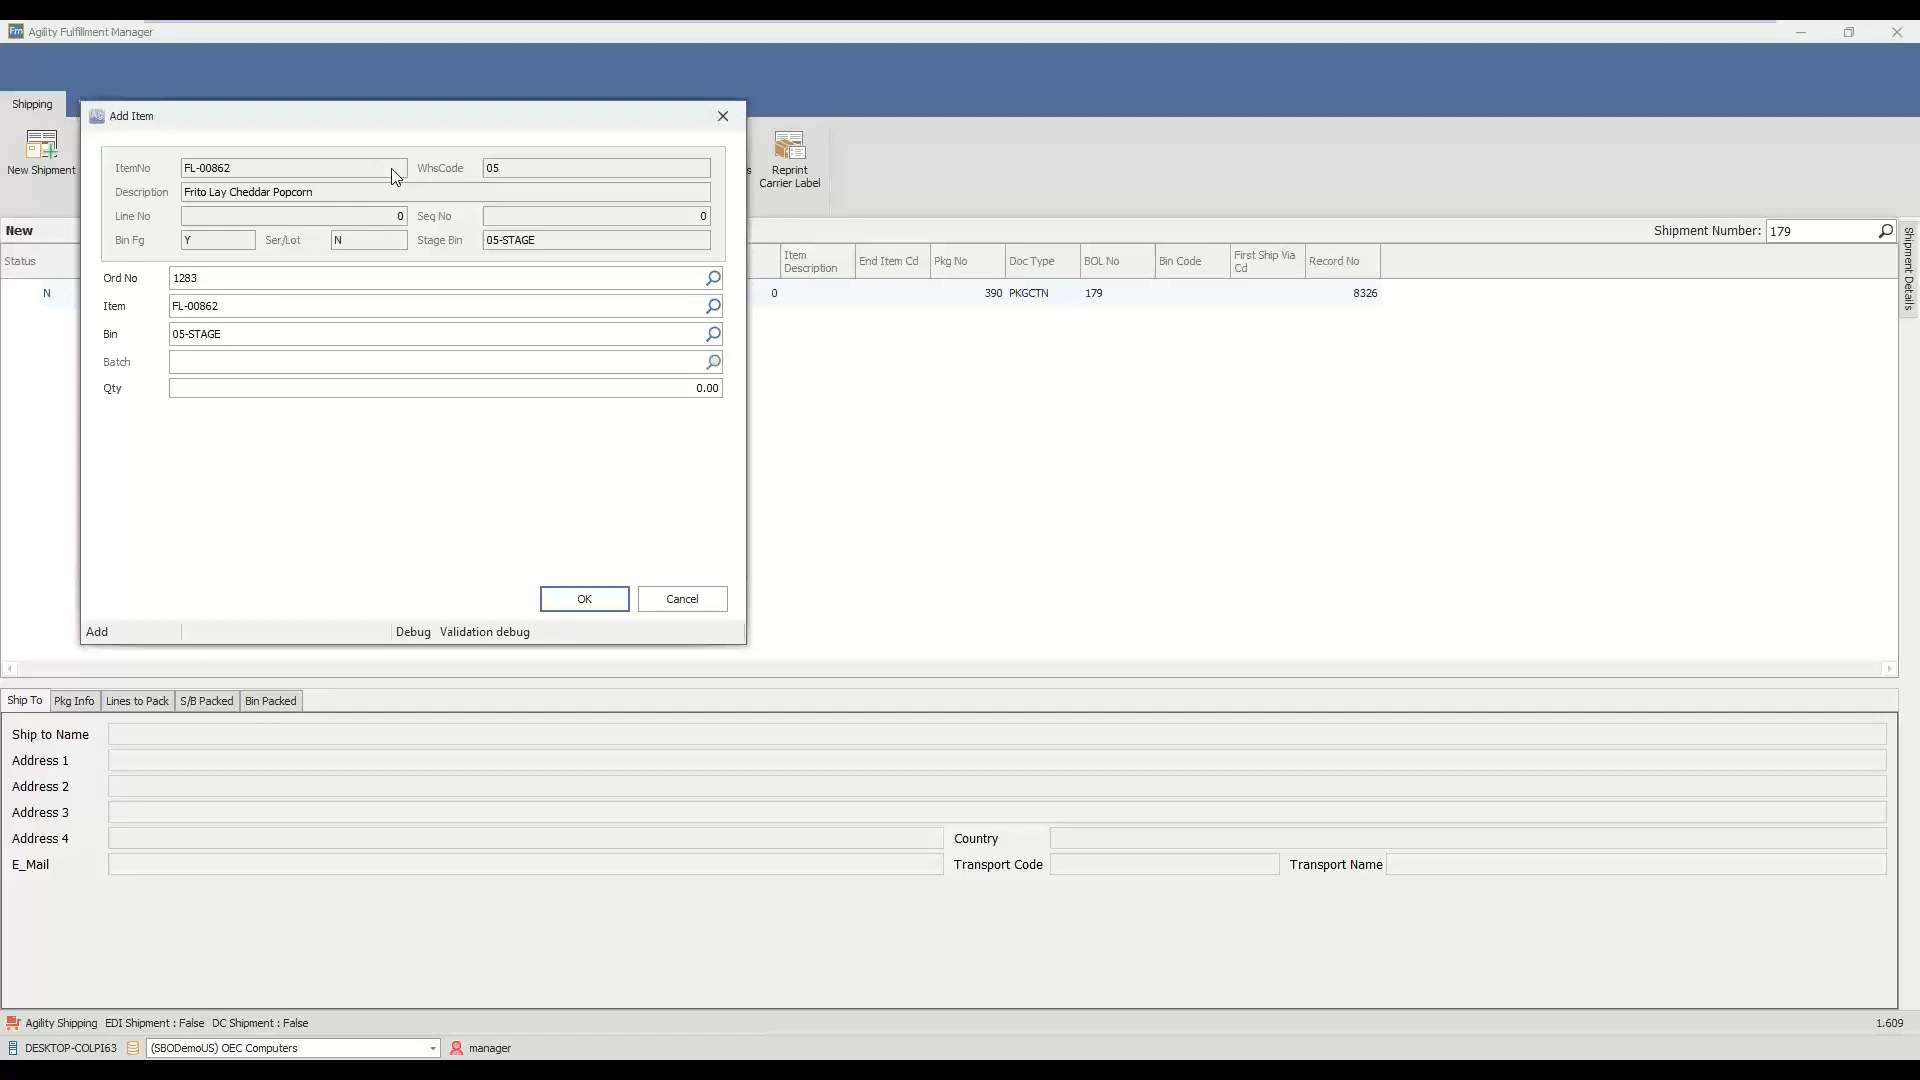 Fm Agility Fulfillment Manager
Shipping
New Shipment
Reprint
Carrier Label
Add Item
ItemNo FL-00862 WhsCode 05
Description Frito Lay Cheddar Popcorn
Line No 0 Seq No 0
Bin Fg Y Ser/Lot N Stage Bin 05-STAGE
Ord No 1283
Item FL-00862
Bin 05-STAGE
Batch
Qty 0.00
OK Cancel
Add Debug Validation debug
New Shipment Number: 179
Shipment Details
Status Item Description End Item Cd Pkg No Doc Type BOL No Bin Code First Ship Via Cd Record No
N 0 390 PKGCTN 179 8326
Ship To Pkg Info Lines to Pack S/B Packed Bin Packed
Ship to Name
Address 1
Address 2
Address 3
Address 4 Country
E_Mail Transport Code Transport Name
Agility Shipping EDI Shipment : False DC Shipment : False 1.609
DESKTOP-COLPI63 (SBODemoUS) OEC Computers manager